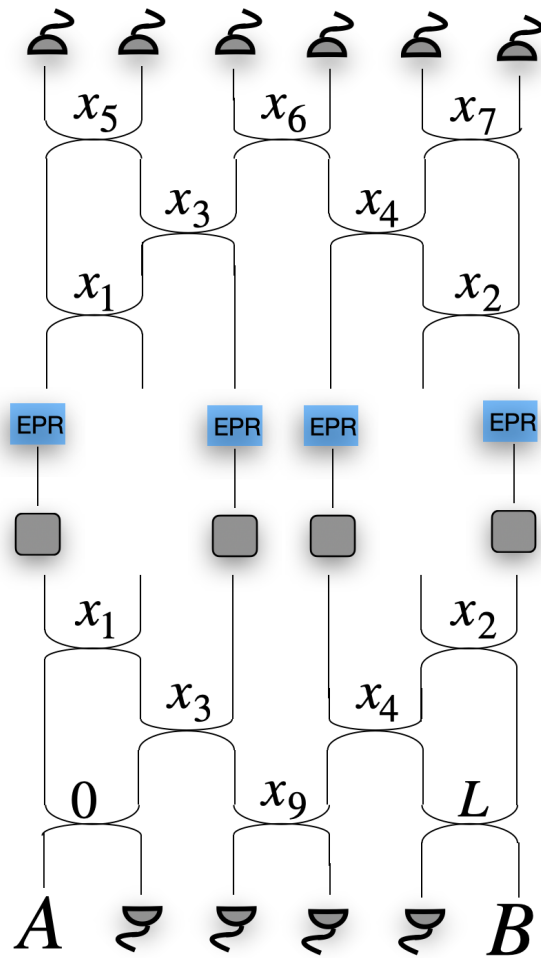 x₅ x₆ x₇
x₃ x₄
x₁ x₂
EPR EPR EPR EPR
x₁ x₂
x₃ x₄
0 x₉ L
A B